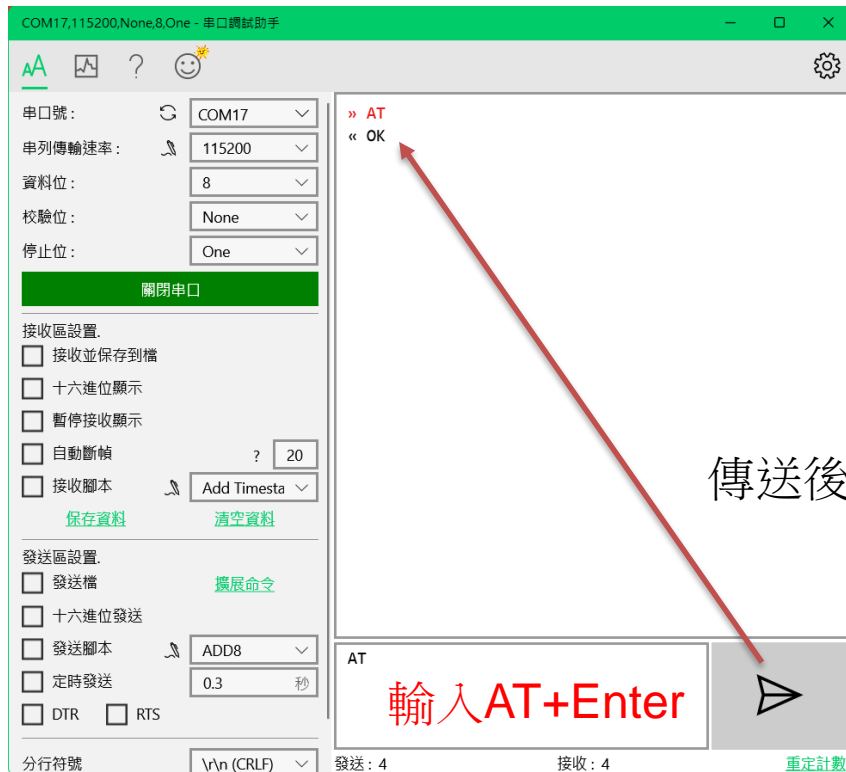 COM17,115200,None,8,One - 串口調試助手
AA
串口號： COM17
串列傳輸速率： 115200
資料位： 8
校驗位： None
停止位： One
關閉串口
接收區設置.
接收並保存到檔
十六進位顯示
暫停接收顯示
自動斷幀 ? 20
接收腳本 Add Timesta
保存資料 清空資料
發送區設置.
發送檔 擴展命令
十六進位發送
發送腳本 ADD8
定時發送 0.3 秒
DTR RTS
分行符號 \r\n (CRLF)
» AT
« OK
傳送後
AT
輸入AT+Enter
發送：4 接收：4 重定計數